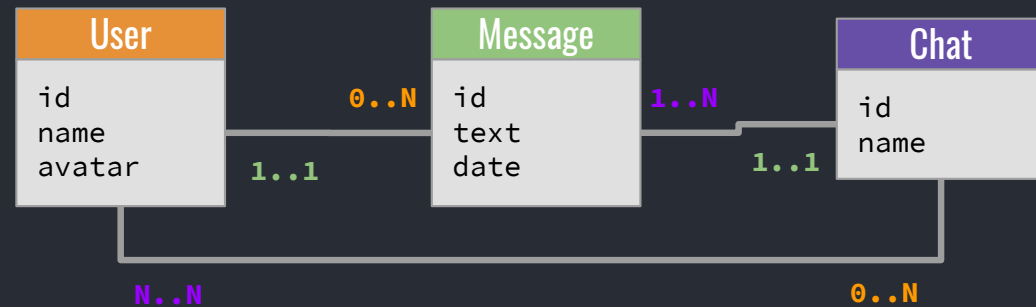 User
id
name
avatar
0..N
1..1
Message
id
text
date
1..N
1..1
Chat
id
name
N..N
0..N